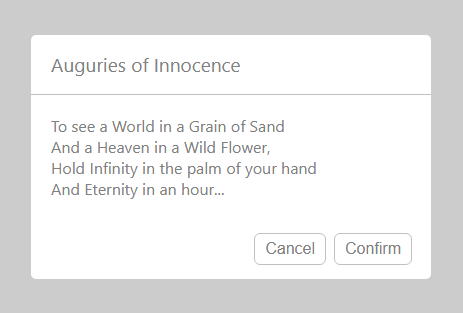 Auguries of Innocence
To see a World in a Grain of Sand
And a Heaven in a Wild Flower,
Hold Infinity in the palm of your hand
And Eternity in an hour...
Cancel Confirm